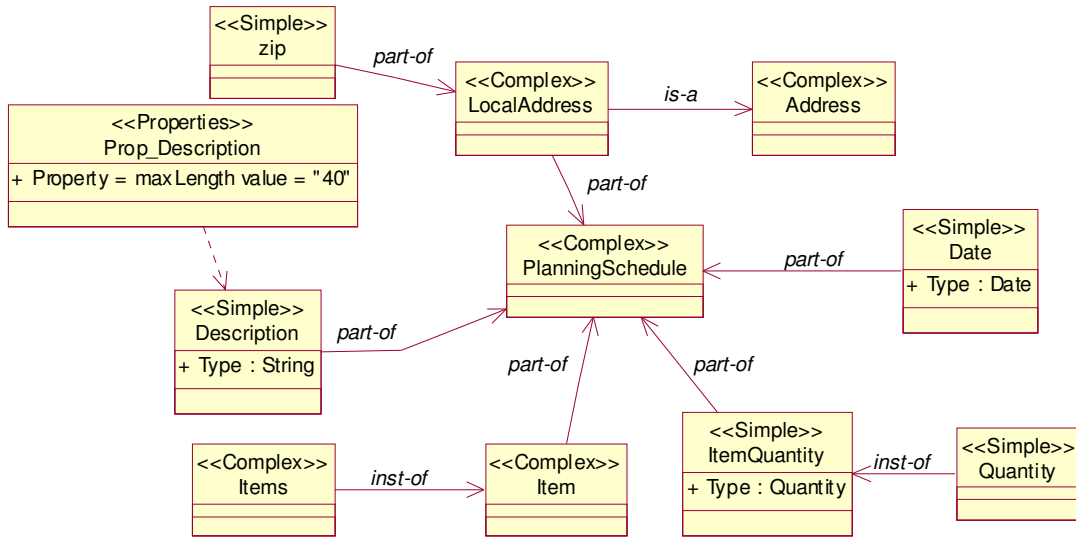 <<Simple>>
zip
part-of
<<Complex>>
LocalAddress
is-a
<<Complex>>
Address
<<Properties>>
Prop_Description
+ Property = maxLength value = "40"
part-of
<<Complex>>
PlanningSchedule
part-of
<<Simple>>
Date
+ Type : Date
<<Simple>>
Description
+ Type : String
part-of
part-of
part-of
<<Complex>>
Items
inst-of
<<Complex>>
Item
<<Simple>>
ItemQuantity
+ Type : Quantity
inst-of
<<Simple>>
Quantity